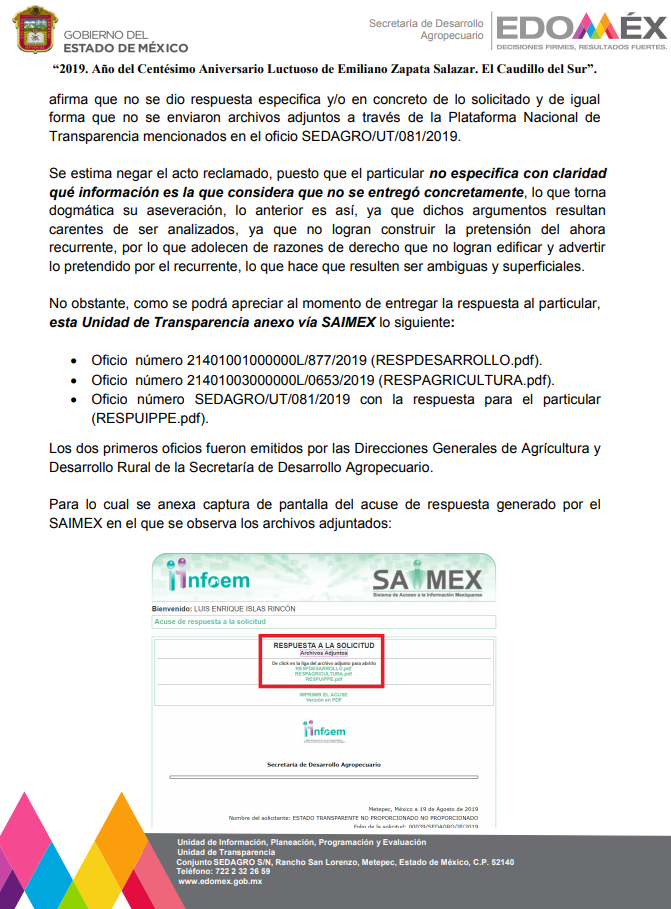 GOBIERNO DEL
ESTADO DE MÉXICO
Secretaría de Desarrollo
Agropecuario
EDOMÉX
DECISIONES FIRMES, RESULTADOS FUERTES.
“2019. Año del Centésimo Aniversario Luctuoso de Emiliano Zapata Salazar. El Caudillo del Sur”.
afirma que no se dio respuesta especifica y/o en concreto de lo solicitado y de igual
forma que no se enviaron archivos adjuntos a través de la Plataforma Nacional de
Transparencia mencionados en el oficio SEDAGRO/UT/081/2019.
Se estima negar el acto reclamado, puesto que el particular no especifica con claridad
qué información es la que considera que no se entregó concretamente, lo que torna
dogmática su aseveración, lo anterior es así, ya que dichos argumentos resultan
carentes de ser analizados, ya que no logran construir la pretensión del ahora
recurrente, por lo que adolecen de razones de derecho que no logran edificar y advertir
lo pretendido por el recurrente, lo que hace que resulten ser ambiguas y superficiales.
No obstante, como se podrá apreciar al momento de entregar la respuesta al particular,
esta Unidad de Transparencia anexo vía SAIMEX lo siguiente:
• Oficio número 21401001000000L/877/2019 (RESPDESARROLLO.pdf).
• Oficio número 21401003000000L/0653/2019 (RESPAGRICULTURA.pdf).
• Oficio número SEDAGRO/UT/081/2019 con la respuesta para el particular
(RESPUIPPE.pdf).
Los dos primeros oficios fueron emitidos por las Direcciones Generales de Agrícultura y
Desarrollo Rural de la Secretaría de Desarrollo Agropecuario.
Para lo cual se anexa captura de pantalla del acuse de respuesta generado por el
SAIMEX en el que se observa los archivos adjuntados:
infoem
SAIMEX
Sistema de Acceso a la Información Mexiquense
Bienvenido: LUIS ENRIQUE ISLAS RINCÓN
Acuse de respuesta a la solicitud
RESPUESTA A LA SOLICITUD
Archivos Adjuntos
De click en la liga del archivo adjunto para abrirlo
RESPDESARROLLO.pdf
RESPAGRICULTURA.pdf
RESPUIPPE.pdf
IMPRIMIR EL ACUSE
Versión en PDF
infoem
Secretaría de Desarrollo Agropecuario
Metepec, México a 19 de Agosto de 2019
Nombre del solicitante: ESTADO TRANSPARENTE NO PROPORCIONADO NO PROPORCIONADO
Folio de la solicitud: 00039/SEDAGRO/IP/2019
Unidad de Información, Planeación, Programación y Evaluación
Unidad de Transparencia
Conjunto SEDAGRO S/N, Rancho San Lorenzo, Metepec, Estado de México, C.P. 52140
Teléfono: 722 2 32 26 59
www.edomex.gob.mx